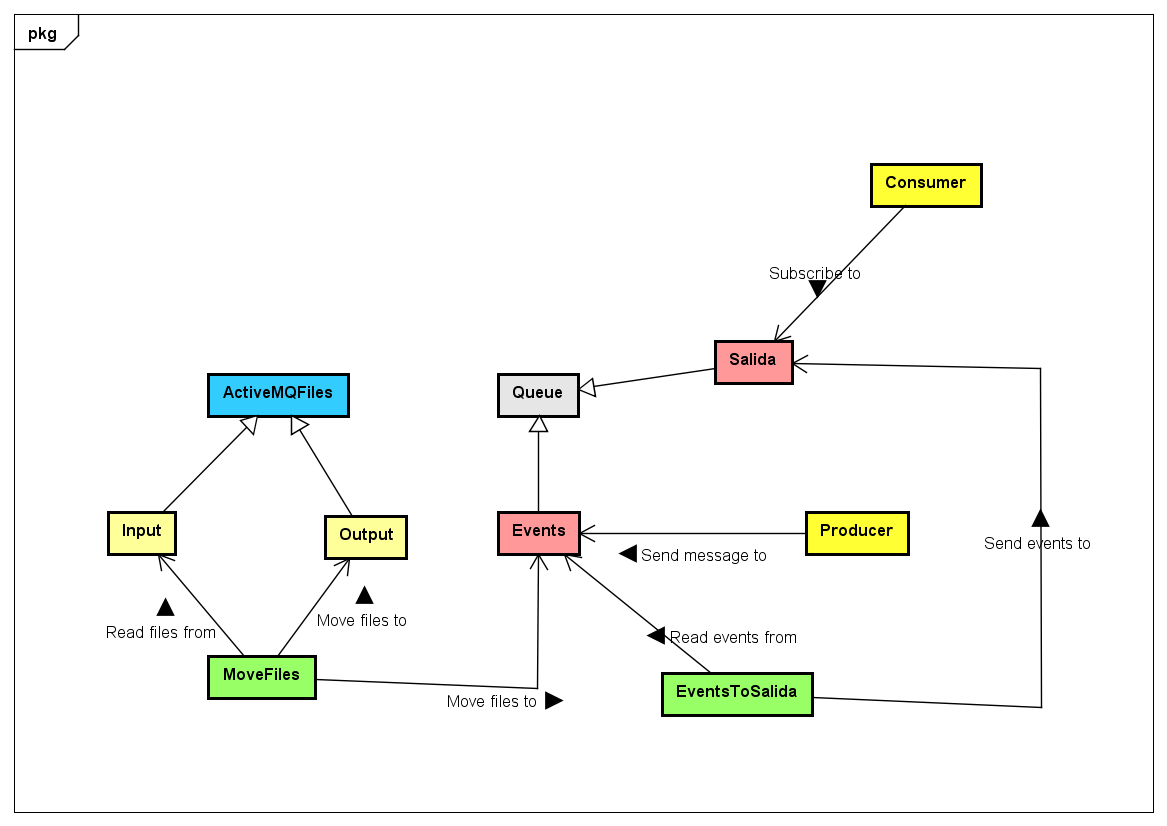 pkg
Consumer
Subscribe to
Salida
ActiveMQFiles
Queue
Input
Output
Events
Producer
Send message to
Send events to
Move files to
Read files from
Read events from
MoveFiles
EventsToSalida
Move files to